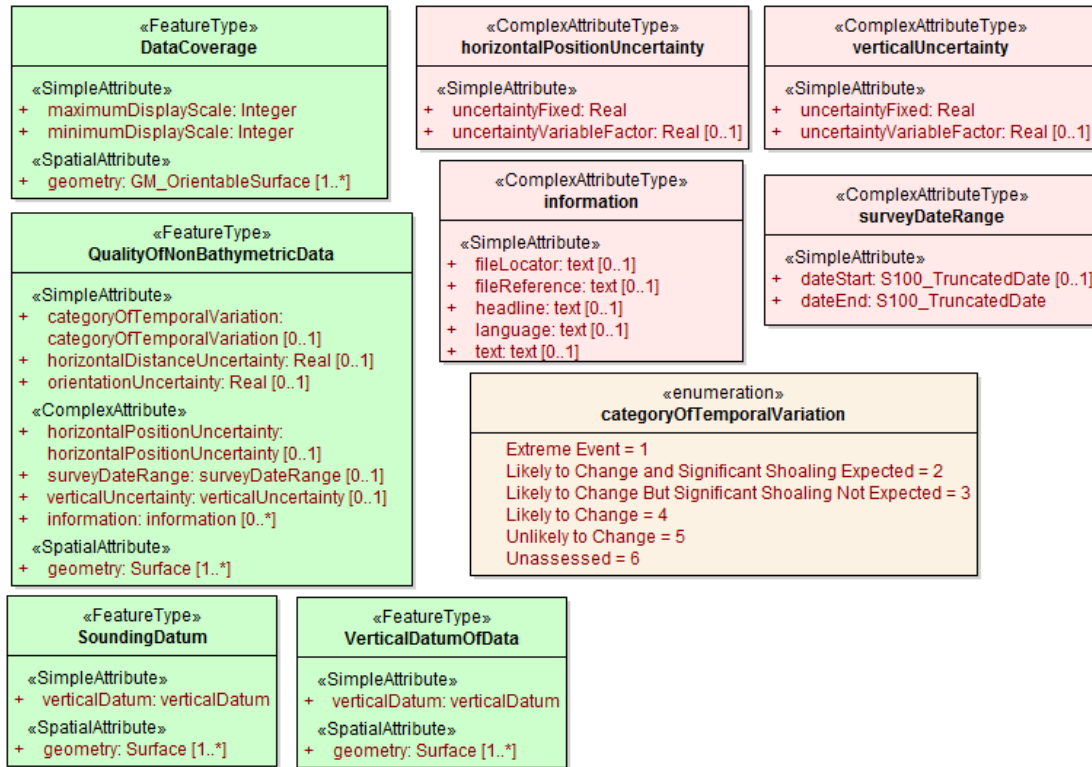 «FeatureType»
DataCoverage
«SimpleAttribute»
+ maximumDisplayScale: Integer
+ minimumDisplayScale: Integer
«SpatialAttribute»
+ geometry: GM_OrientableSurface [1..*]
«ComplexAttributeType»
horizontalPositionUncertainty
«SimpleAttribute»
+ uncertaintyFixed: Real
+ uncertaintyVariableFactor: Real [0..1]
«ComplexAttributeType»
verticalUncertainty
«SimpleAttribute»
+ uncertaintyFixed: Real
+ uncertaintyVariableFactor: Real [0..1]
«ComplexAttributeType»
information
«SimpleAttribute»
+ fileLocator: text [0..1]
+ fileReference: text [0..1]
+ headline: text [0..1]
+ language: text [0..1]
+ text: text [0..1]
«ComplexAttributeType»
surveyDateRange
«SimpleAttribute»
+ dateStart: S100_TruncatedDate [0..1]
+ dateEnd: S100_TruncatedDate
«FeatureType»
QualityOfNonBathymetricData
«SimpleAttribute»
+ categoryOfTemporalVariation:
categoryOfTemporalVariation [0..1]
+ horizontalDistanceUncertainty: Real [0..1]
+ orientationUncertainty: Real [0..1]
«ComplexAttribute»
+ horizontalPositionUncertainty:
horizontalPositionUncertainty [0..1]
+ surveyDateRange: surveyDateRange [0..1]
+ verticalUncertainty: verticalUncertainty [0..1]
+ information: information [0..*]
«SpatialAttribute»
+ geometry: Surface [1..*]
«enumeration»
categoryOfTemporalVariation
Extreme Event = 1
Likely to Change and Significant Shoaling Expected = 2
Likely to Change But Significant Shoaling Not Expected = 3
Likely to Change = 4
Unlikely to Change = 5
Unassessed = 6
«FeatureType»
SoundingDatum
«SimpleAttribute»
+ verticalDatum: verticalDatum
«SpatialAttribute»
+ geometry: Surface [1..*]
«FeatureType»
VerticalDatumOfData
«SimpleAttribute»
+ verticalDatum: verticalDatum
«SpatialAttribute»
+ geometry: Surface [1..*]